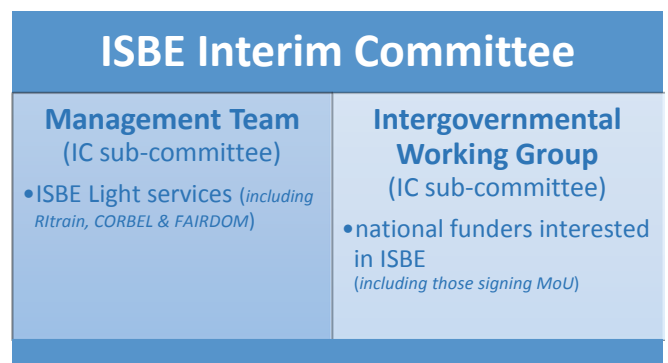 ISBE Interim Committee
Management Team
(IC sub-committee)
•ISBE Light services (including
RItrain, CORBEL & FAIRDOM)
Intergovernmental
Working Group
(IC sub-committee)
•national funders interested
in ISBE
(including those signing MoU)